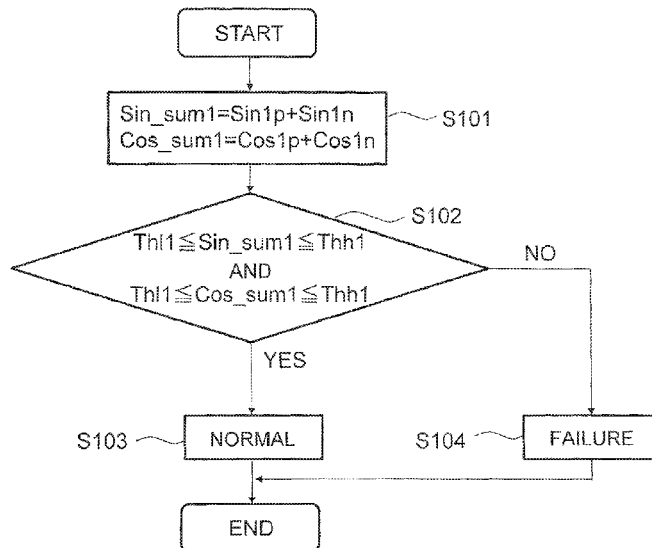 START
Sin_sum1=Sin1p+Sin1n
Cos_sum1=Cos1p+Cos1n
S101
S102
Thl1≦Sin_sum1≦Thh1
AND
Thl1≦Cos_sum1≦Thh1
NO
YES
S103
NORMAL
S104
FAILURE
END